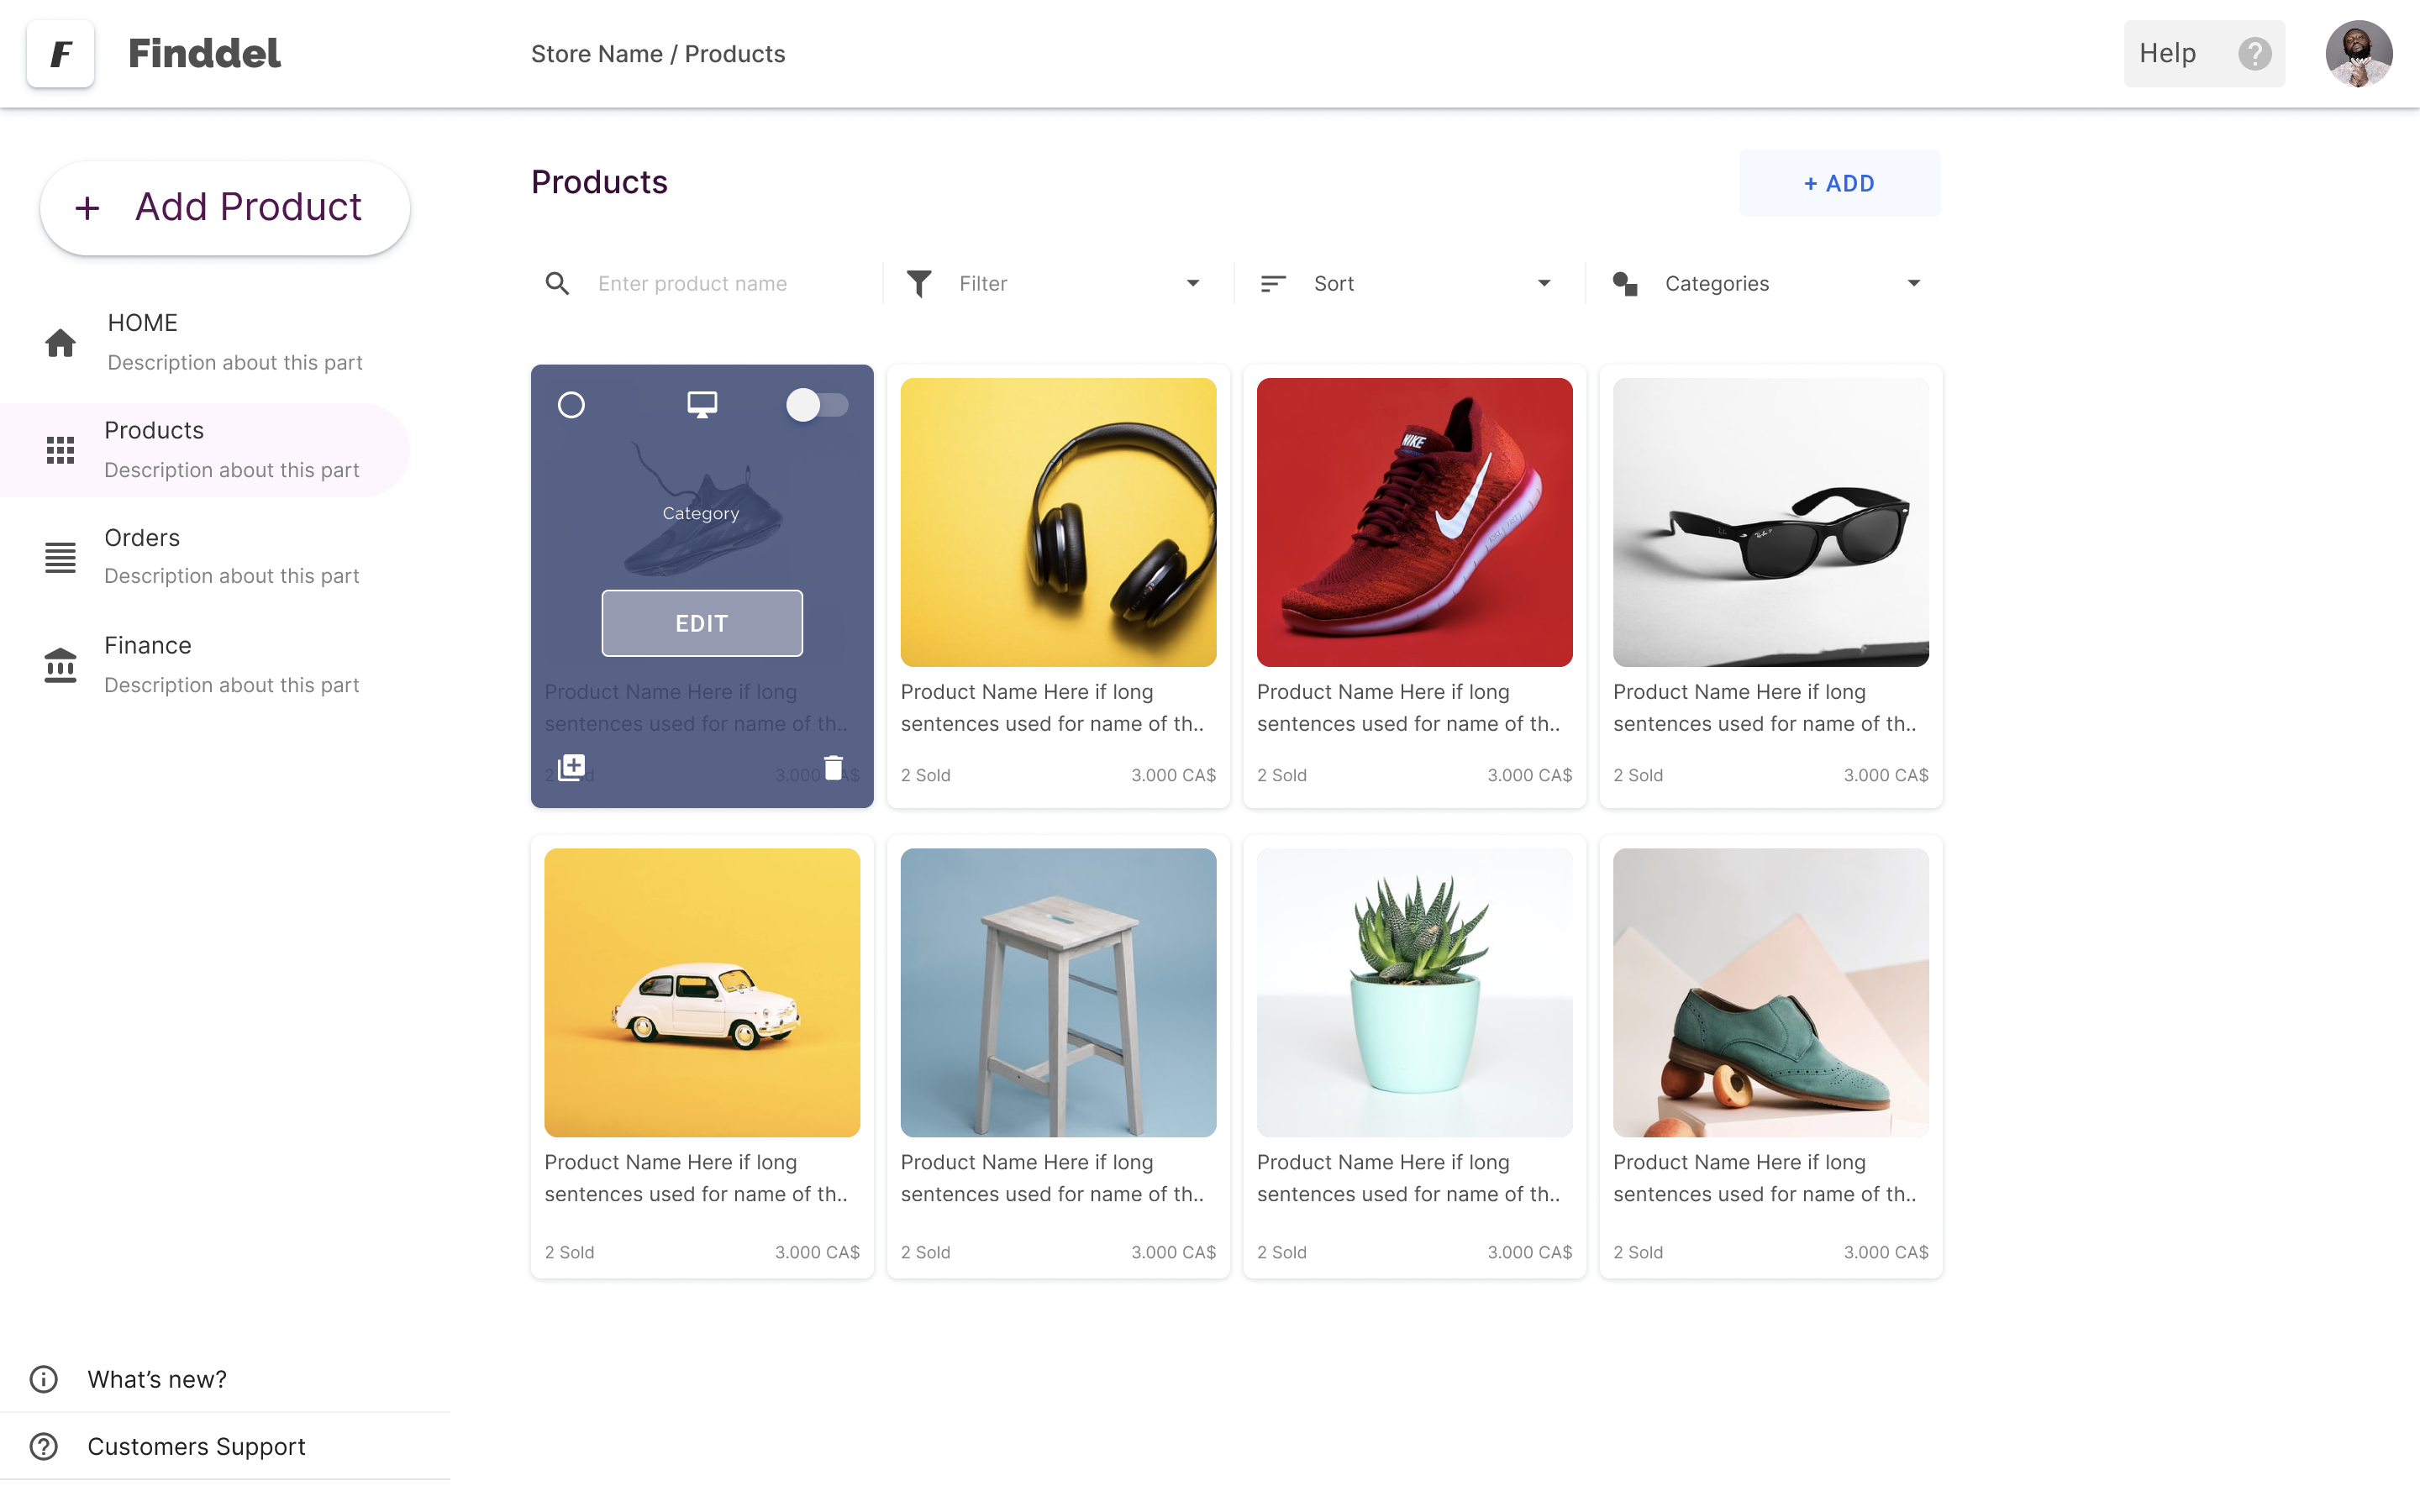 F
Finddel
Store Name / Products
Help
?
+ Add Product
HOME
Description about this part
Products
Description about this part
Orders
Description about this part
Finance
Description about this part
What’s new?
Customers Support
Products
+ ADD
Enter product name
Filter
Sort
Categories
Category
EDIT
Product Name Here if long
sentences used for name of th..
3.000
NIKE
Product Name Here if long
sentences used for name of th..
2 Sold
3.000 CA$
Product Name Here if long
sentences used for name of th..
2 Sold
3.000 CA$
Product Name Here if long
sentences used for name of th..
2 Sold
3.000 CA$
Product Name Here if long
sentences used for name of th..
2 Sold
3.000 CA$
Product Name Here if long
sentences used for name of th..
2 Sold
3.000 CA$
Product Name Here if long
sentences used for name of th..
2 Sold
3.000 CA$
Product Name Here if long
sentences used for name of th..
2 Sold
3.000 CA$